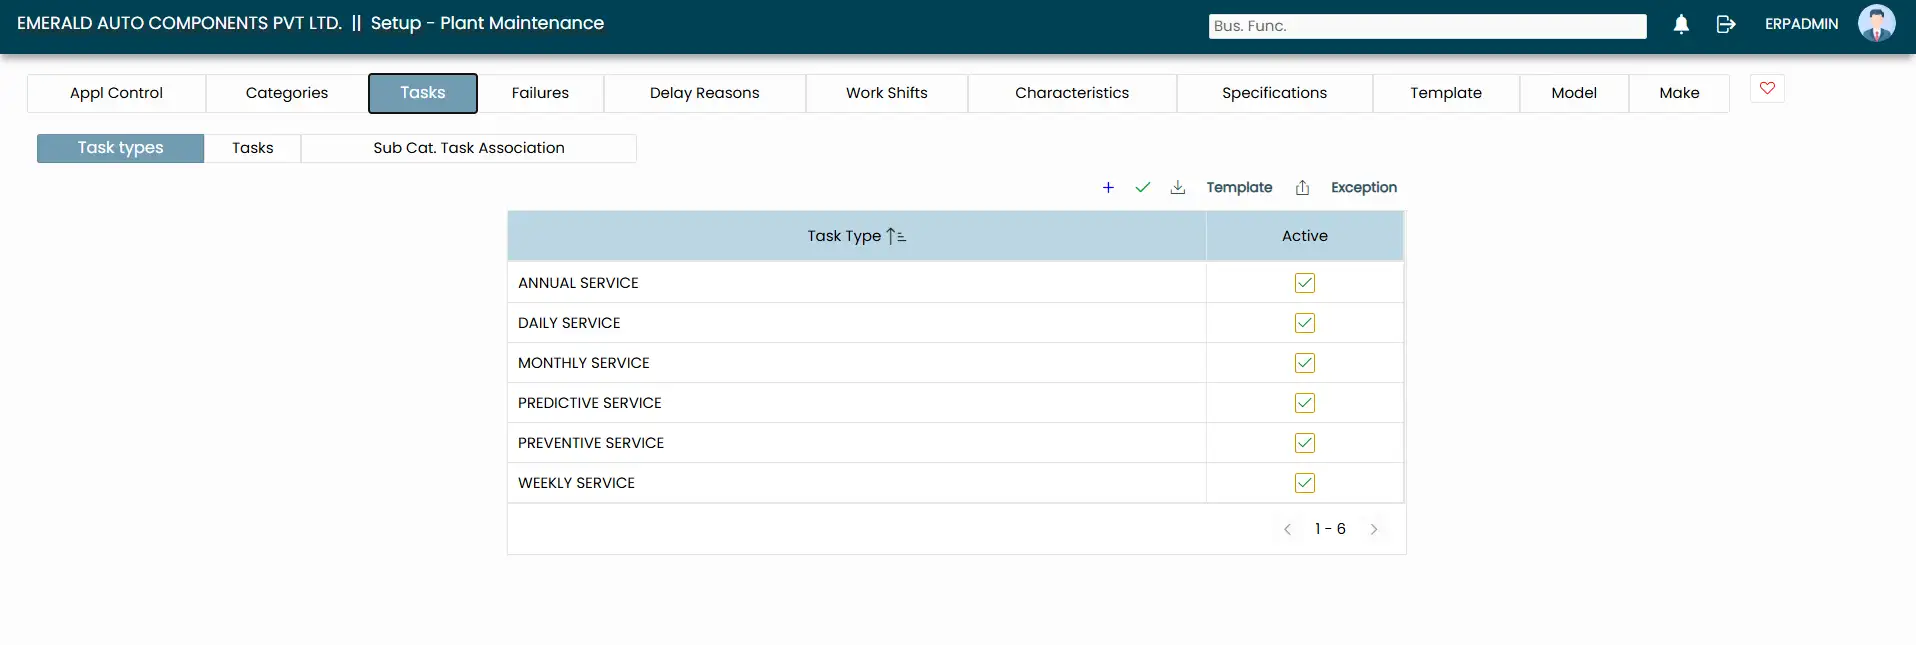 EMERALD AUTO COMPONENTS PVT LTD. || Setup - Plant Maintenance
Bus. Func.
ERPADMIN
Appl Control
Categories
Tasks
Failures
Delay Reasons
Work Shifts
Characteristics
Specifications
Template
Model
Make
Task types
Tasks
Sub Cat. Task Association
Template
Exception
Task Type
Active
ANNUAL SERVICE
DAILY SERVICE
MONTHLY SERVICE
PREDICTIVE SERVICE
PREVENTIVE SERVICE
WEEKLY SERVICE
1 - 6